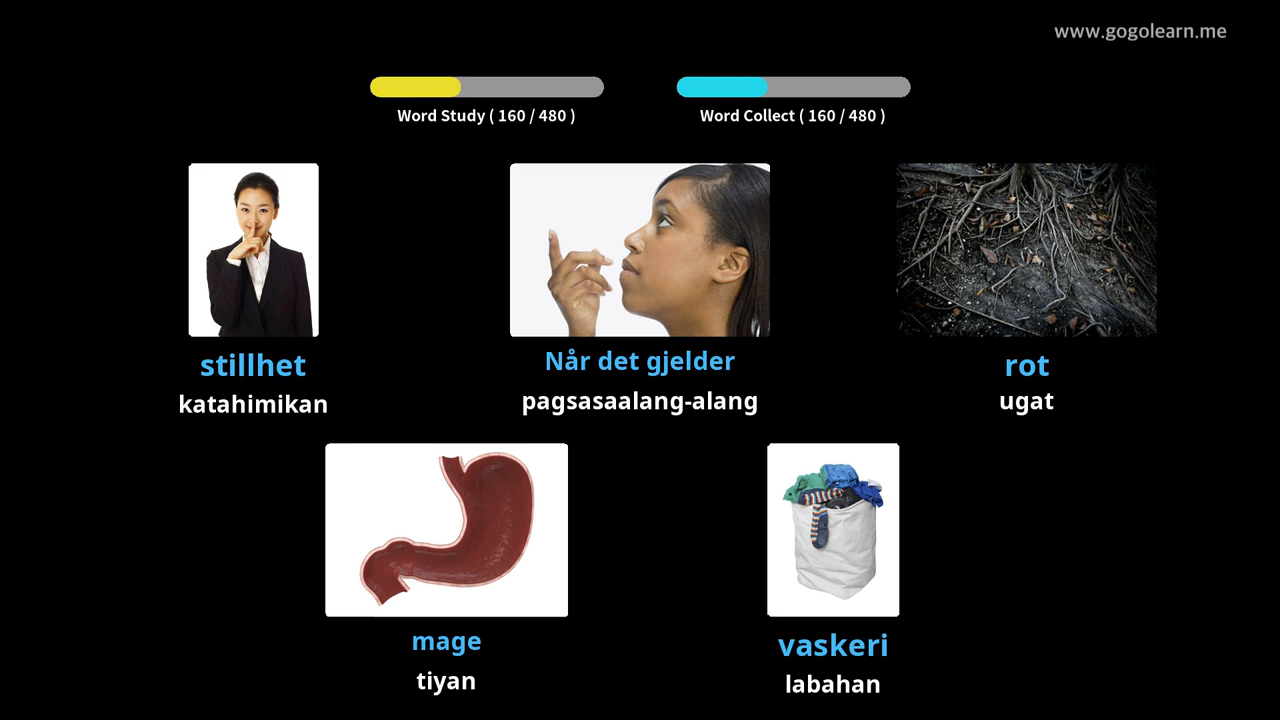 www.gogolearn.me
Word Study ( 160 / 480 )
Word Collect ( 160 / 480 )
stillhet
katahimikan
Når det gjelder
pagsasaalang-alang
rot
ugat
mage
tiyan
vaskeri
labahan